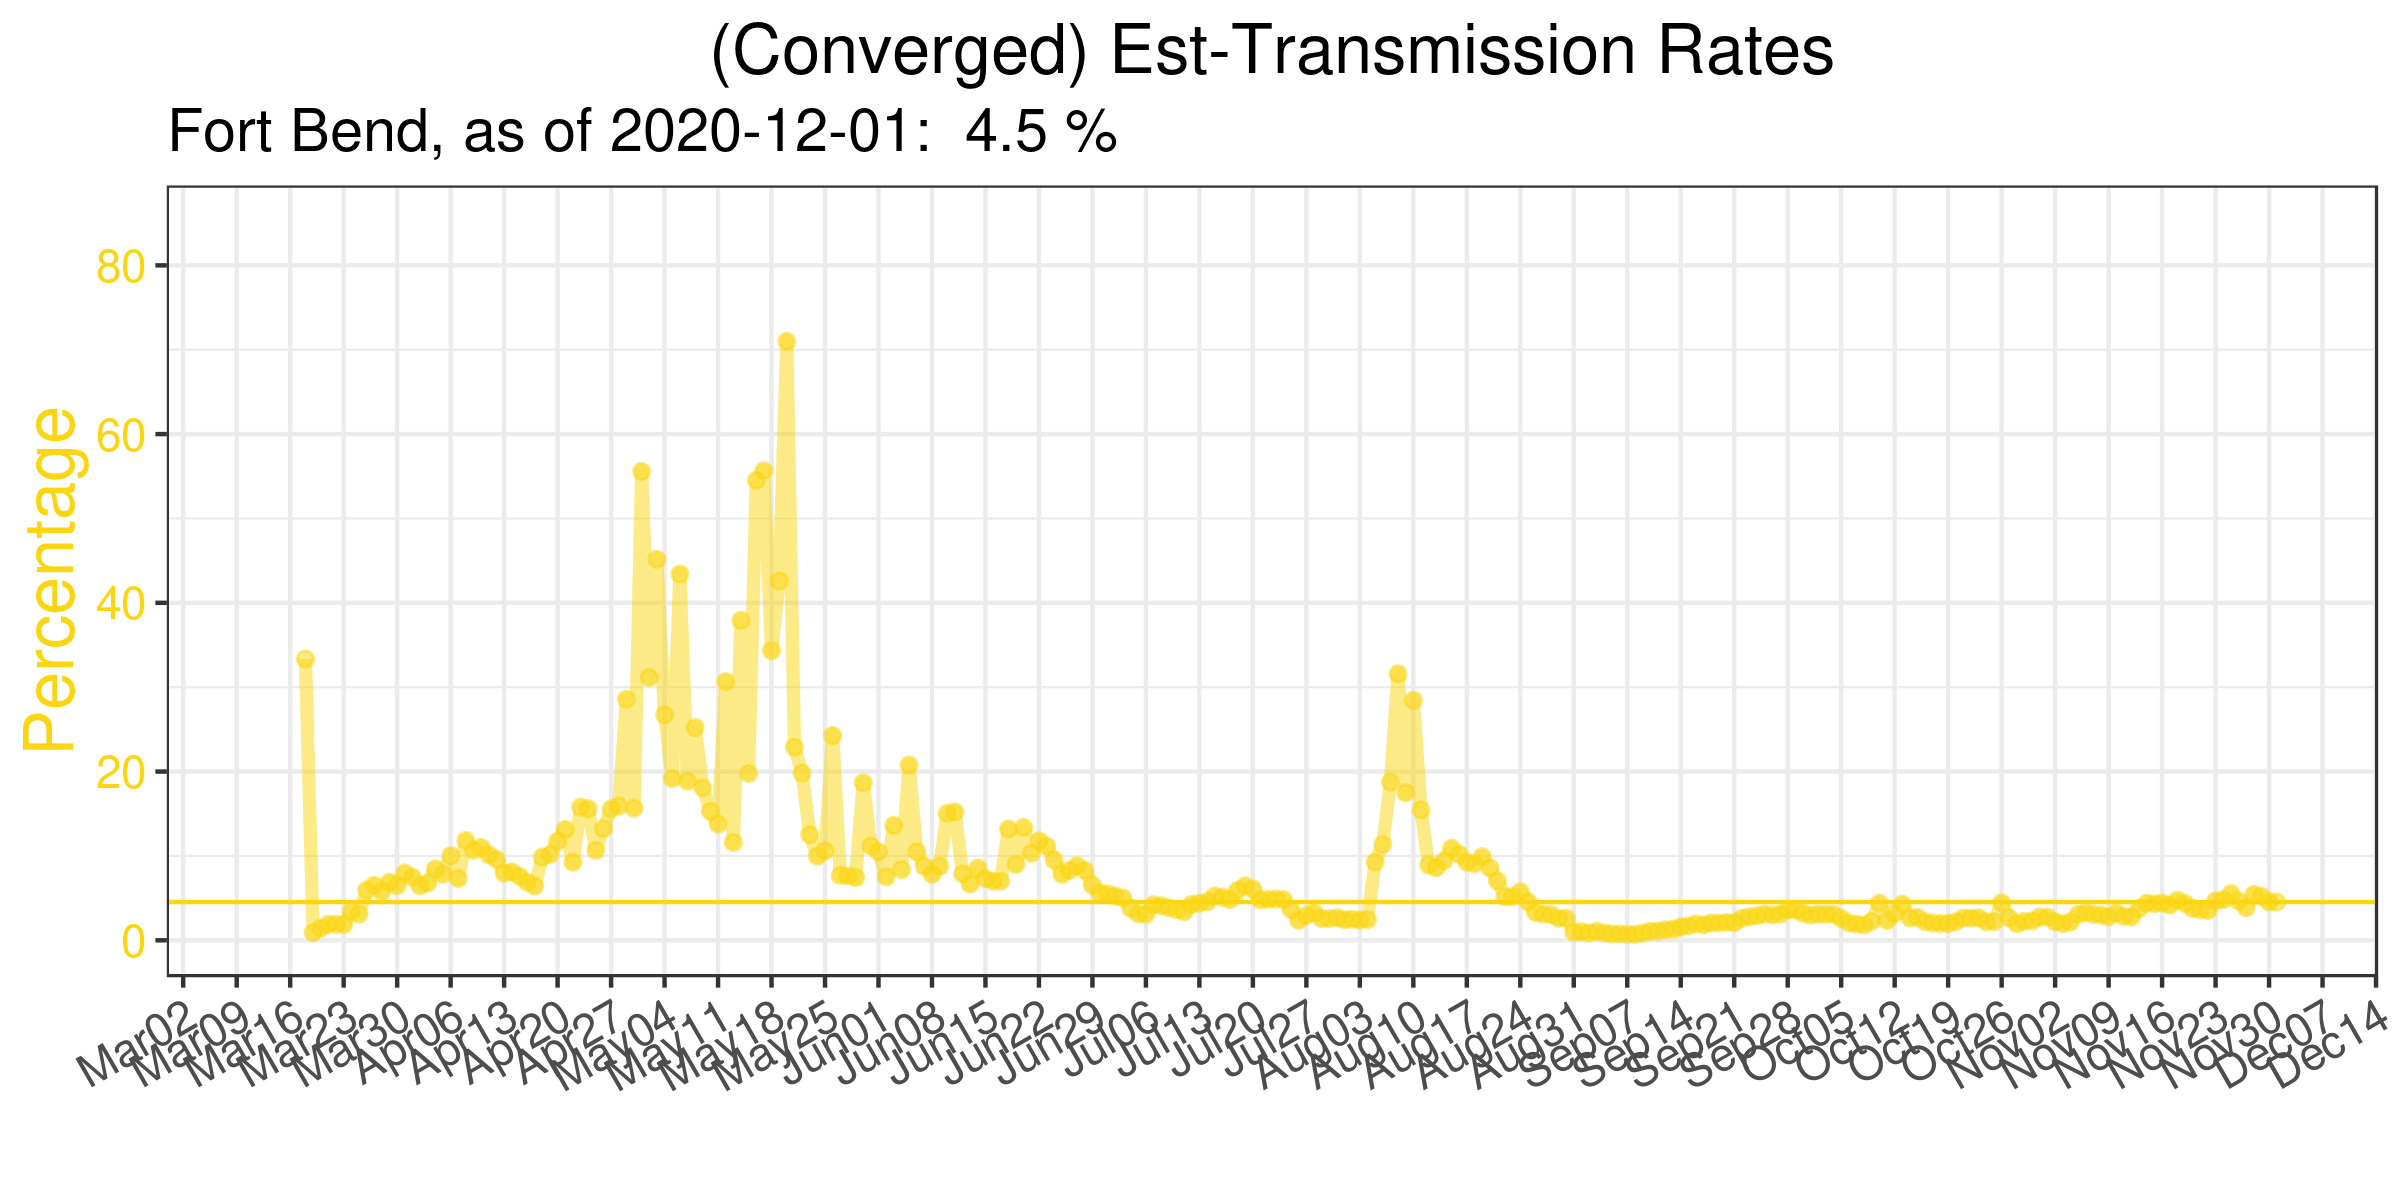 (Converged) Est-Transmission Rates
Fort Bend, as of 2020-12-01:  4.5 %
Percentage
80
60
40
20
0
Mar02
Mar09
Mar16
Mar23
Mar30
Apr06
Apr13
Apr20
Apr27
May04
May11
May18
May25
Jun01
Jun08
Jun15
Jun22
Jun29
Jul06
Jul13
Jul20
Jul27
Aug03
Aug10
Aug17
Aug24
Aug31
Sep07
Sep14
Sep21
Sep28
Oct05
Oct12
Oct19
Oct26
Nov02
Nov09
Nov16
Nov23
Nov30
Dec07
Dec14